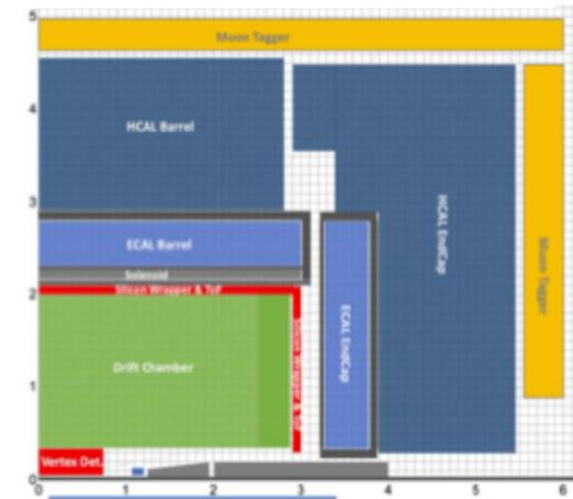 5
Muon Tagger
4
HCAL Barrel
3
HCAL EndCap
Muon Tagger
ECAL Barrel
Solenoid
2
Silicon Wrapper & ToF
Silicon Wrapper & ToF
ECAL EndCap
Drift Chamber
1
Vertex Det.
0
0 1 2 3 4 5 6